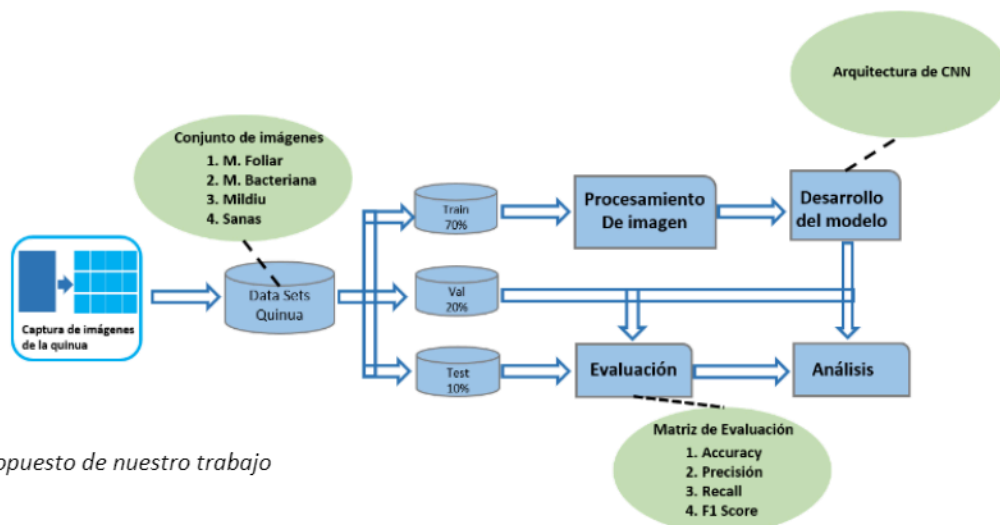 Arquitectura de CNN
Conjunto de imágenes
1. M. Foliar
2. M. Bacteriana
3. Mildiu
4. Sanas
Train
70%
Procesamiento
De imagen
Desarrollo
del modelo
Captura de imágenes
de la quinua
Data Sets
Quinua
Val
20%
Test
10%
Evaluación
Análisis
Matriz de Evaluación
1. Accuracy
2. Precisión
3. Recall
4. F1 Score
opuesto de nuestro trabajo